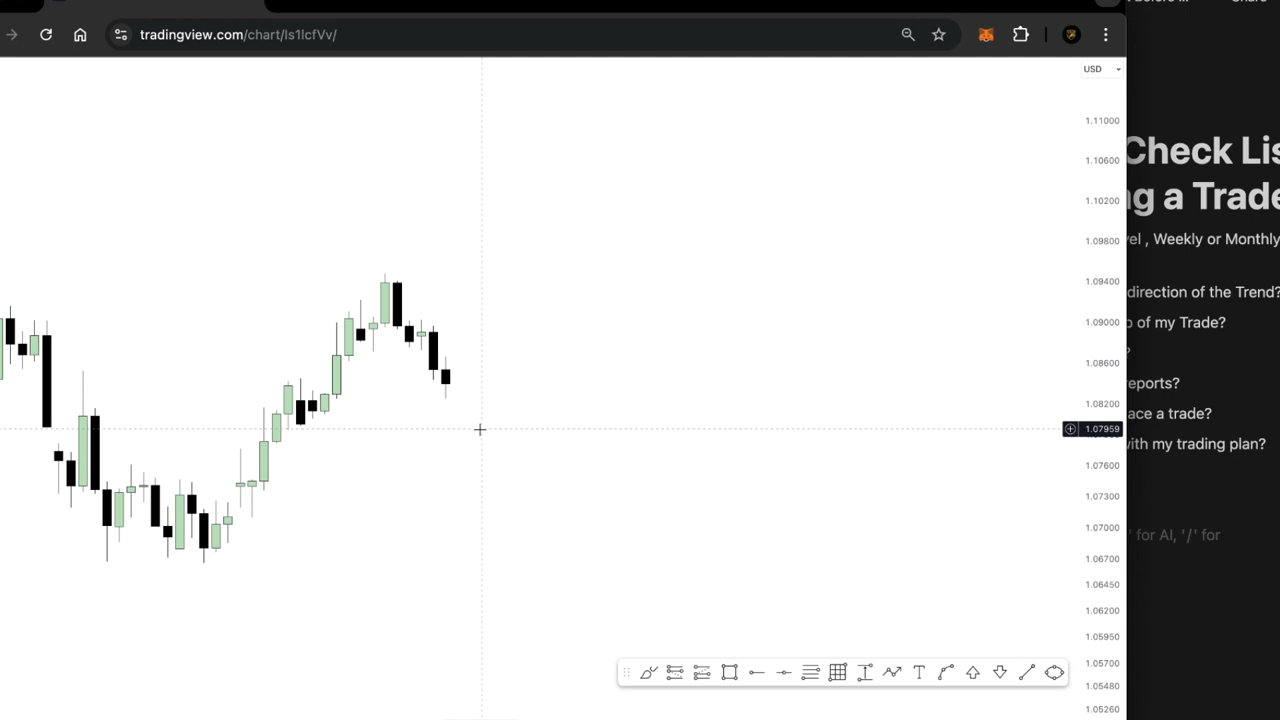 tradingview.com/chart/Is1lcfVv/
USD
1.11000
1.10600
1.10200
1.09800
1.09400
1.09000
1.08600
1.08200
1.07959
1.07600
1.07300
1.07000
1.06700
1.06450
1.06200
1.05950
1.05700
1.05480
1.05260
Check Lis
ng a Trade
vel , Weekly or Monthly
direction of the Trend?
p of my Trade?
?
reports?
ace a trade?
vith my trading plan?
' for AI, '/' for